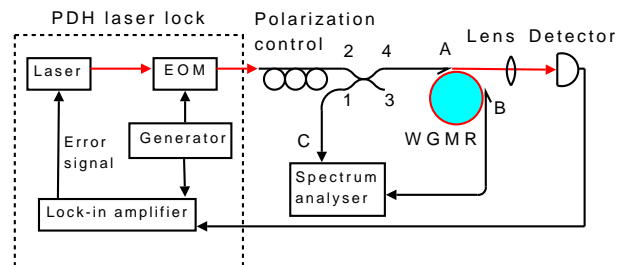 PDH laser lock
Polarization
control
Lens Detector
2
4
A
Laser
EOM
1
3
B
Generator
C
WGMR
Error
signal
Spectrum
analyser
Lock-in amplifier